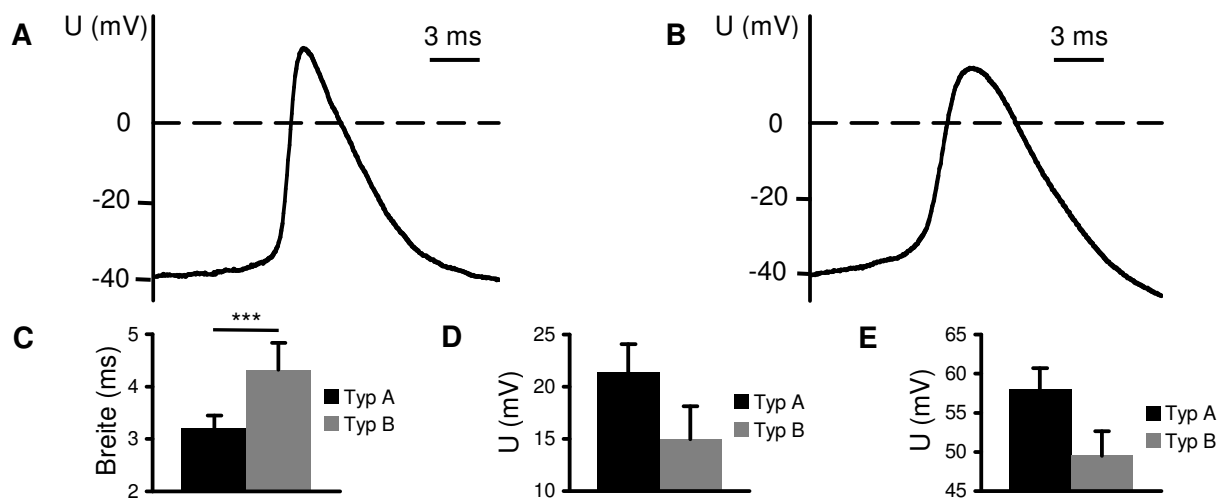 A
U (mV)
3 ms
0
-20
-40
B
U (mV)
3 ms
0
-20
-40
C
***
Breite (ms)
5
4
3
2
Typ A
Typ B
D
U (mV)
25
20
15
10
Typ A
Typ B
E
U (mV)
65
60
55
50
45
Typ A
Typ B